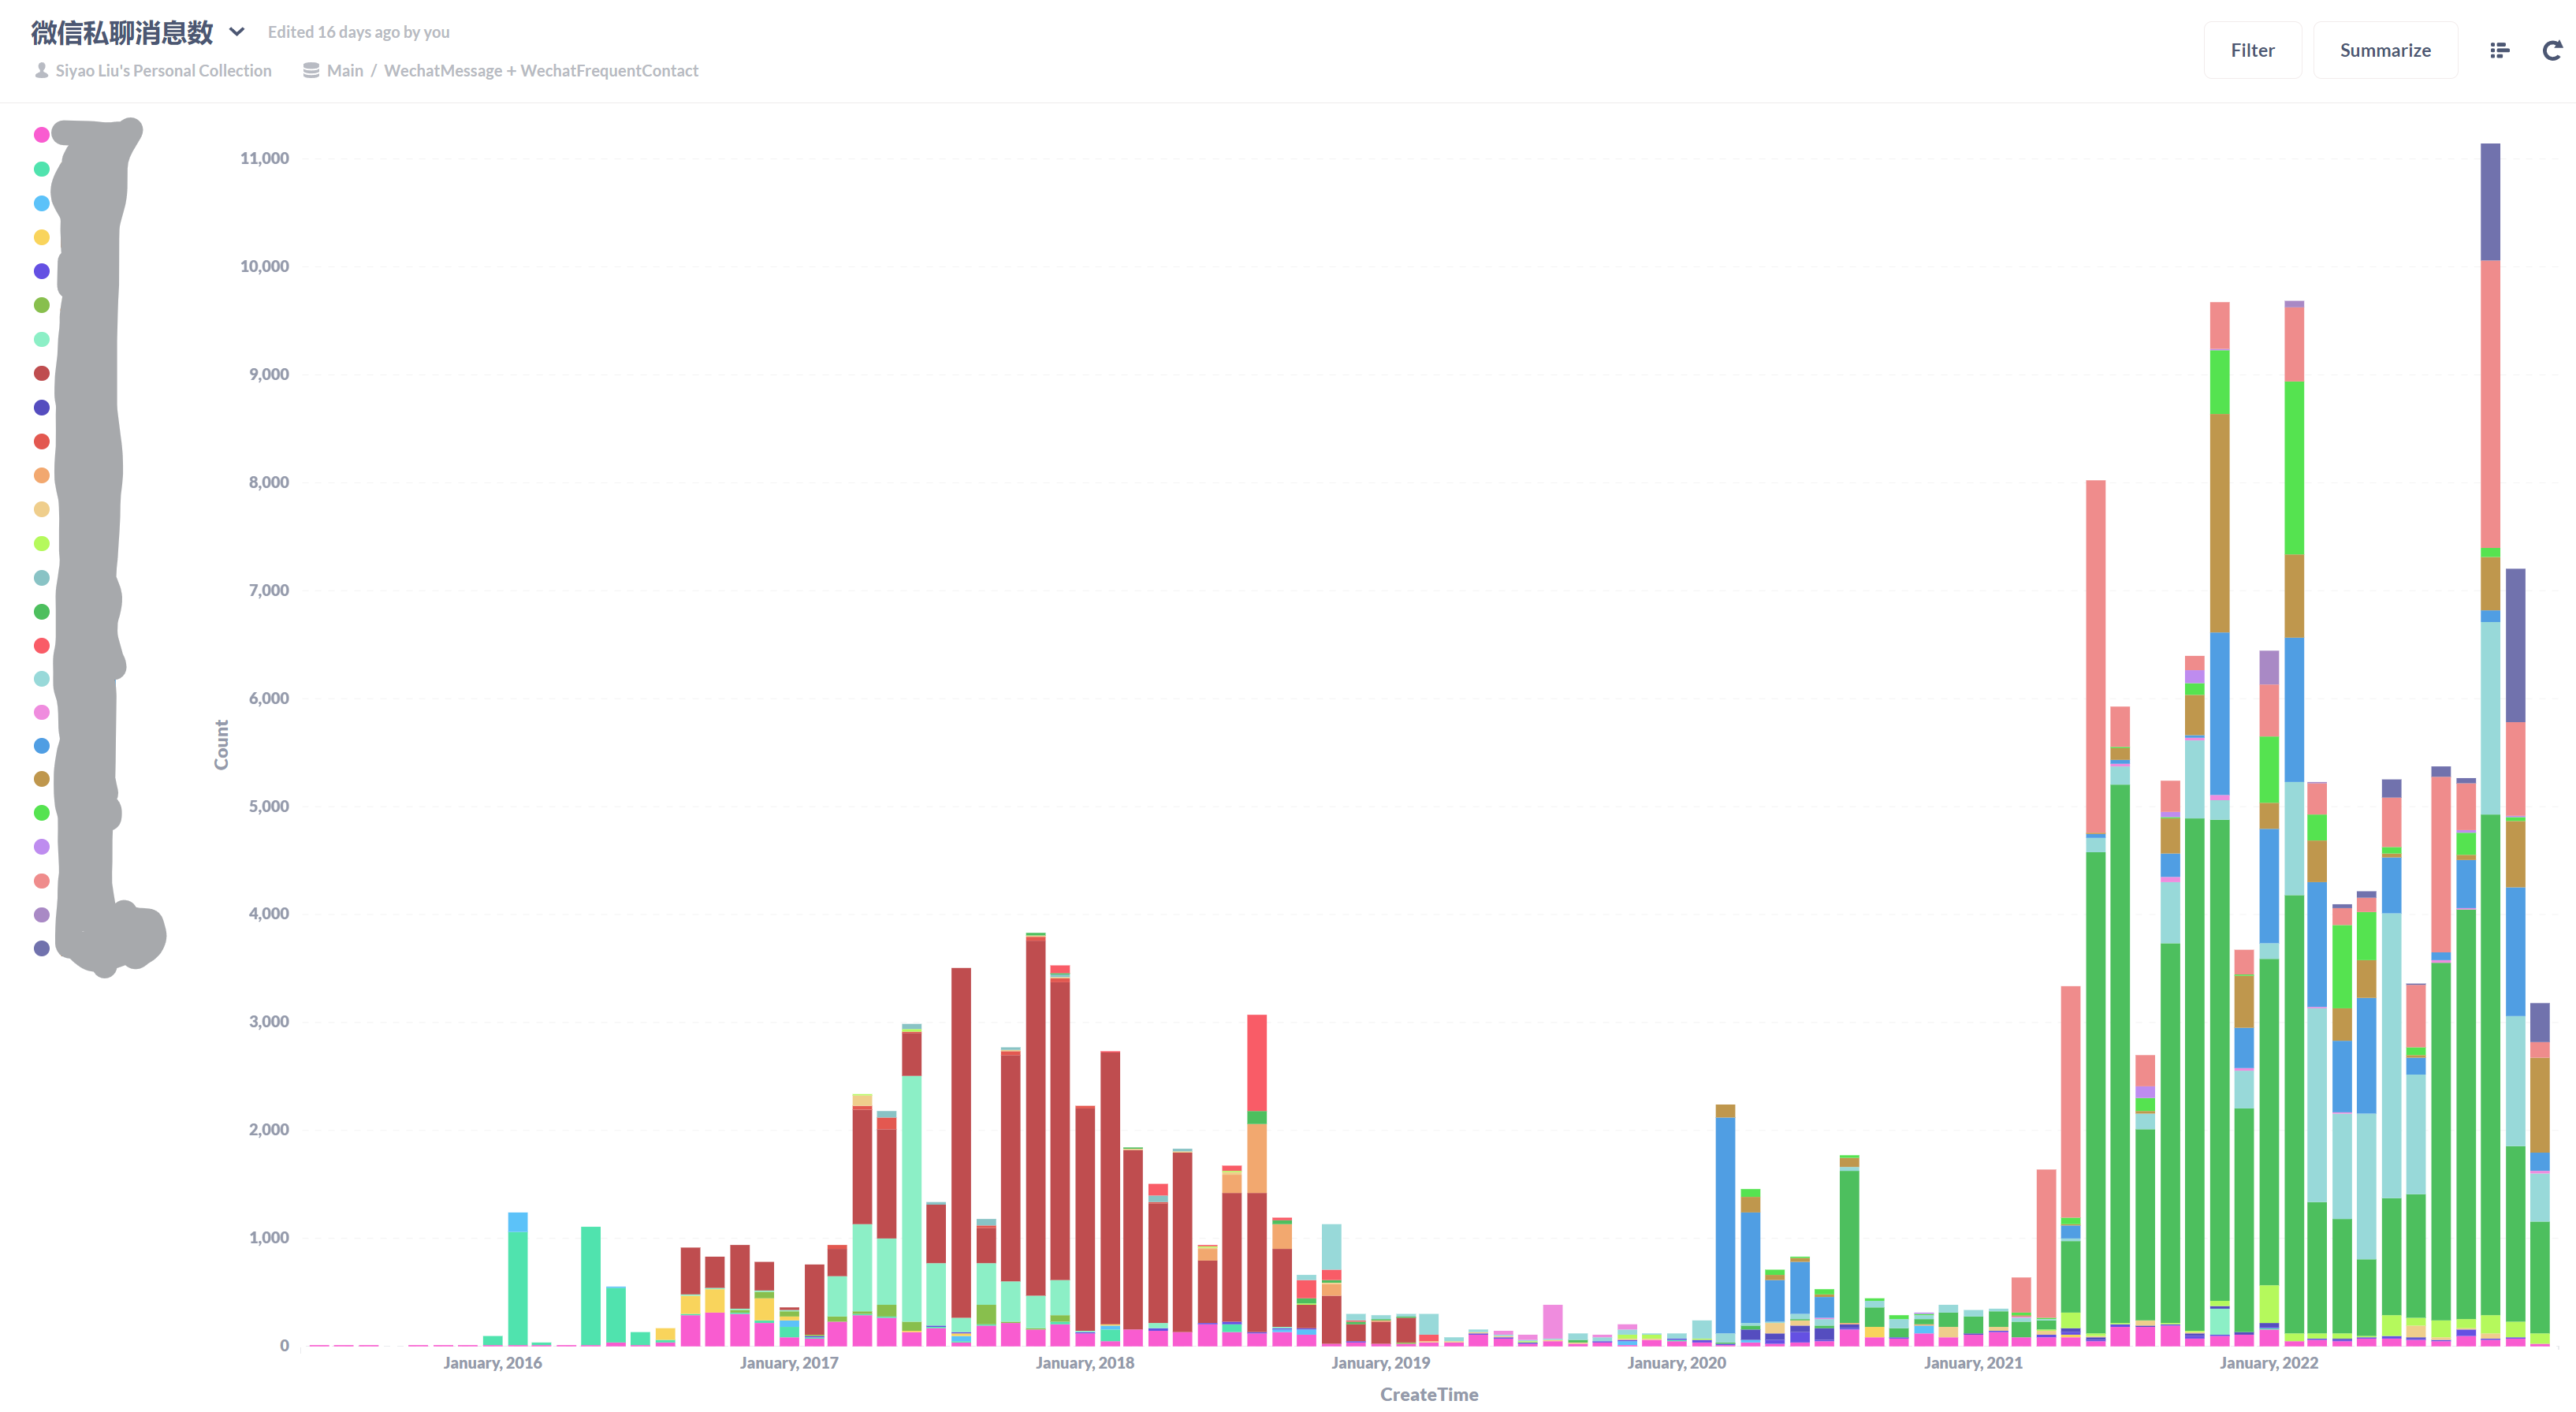 微信私聊消息数
Edited 16 days ago by you
Siyao Liu's Personal Collection
Main / WechatMessage + WechatFrequentContact
Filter
Summarize
11,000
10,000
9,000
8,000
7,000
6,000
5,000
4,000
3,000
2,000
1,000
0
Count
January, 2016
January, 2017
January, 2018
January, 2019
January, 2020
January, 2021
January, 2022
CreateTime